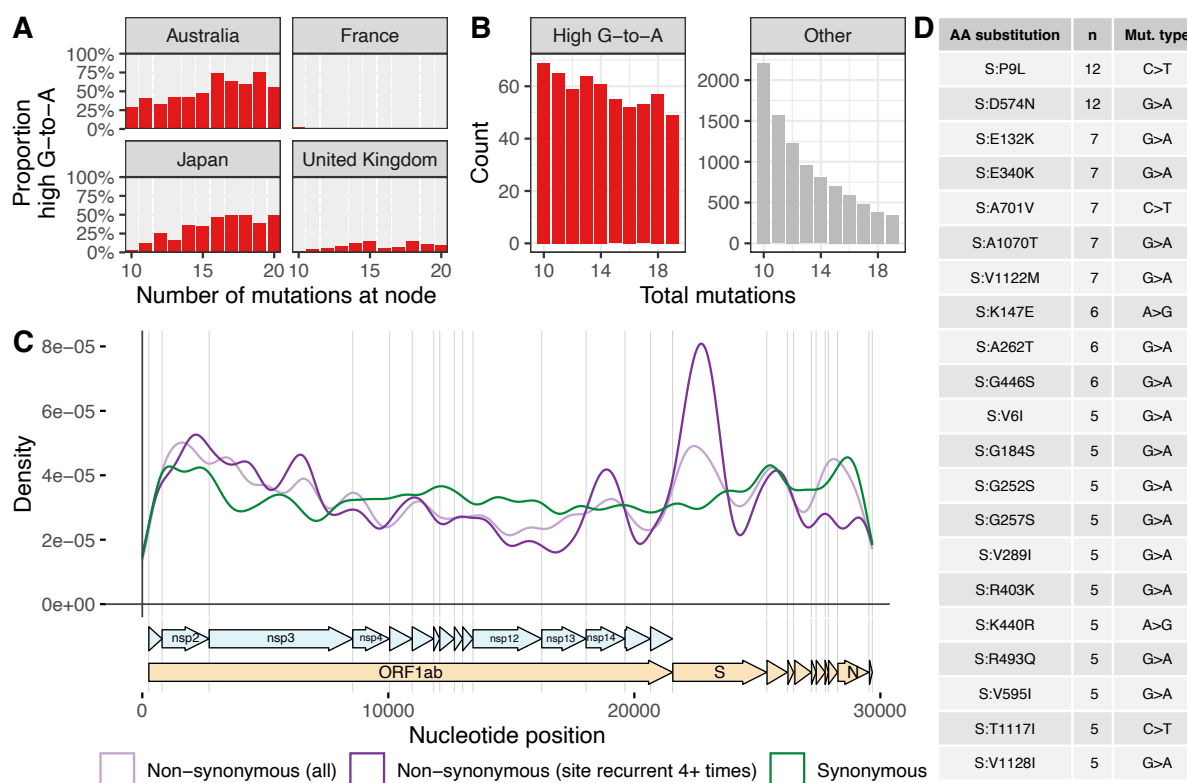 A
B
D
Australia
France
Japan
United Kingdom
Proportion
high G−to−A
100%
75%
50%
25%
0%
100%
75%
50%
25%
0%
10 15 20
10 15 20
Number of mutations at node
High G−to−A
Other
Count
60
40
20
0
2000
1500
1000
500
0
10 14 18
10 14 18
Total mutations
C
Density
8e−05
6e−05
4e−05
2e−05
0e+00
nsp2 nsp3 nsp4 nsp12 nsp13 nsp14
ORF1ab S N
0 10000 20000 30000
Nucleotide position
Non−synonymous (all) Non−synonymous (site recurrent 4+ times) Synonymous
AA substitution n Mut. type
S:P9L 12 C>T
S:D574N 12 G>A
S:E132K 7 G>A
S:E340K 7 G>A
S:A701V 7 C>T
S:A1070T 7 G>A
S:V1122M 7 G>A
S:K147E 6 A>G
S:A262T 6 G>A
S:G446S 6 G>A
S:V6I 5 G>A
S:G184S 5 G>A
S:G252S 5 G>A
S:G257S 5 G>A
S:V289I 5 G>A
S:R403K 5 G>A
S:K440R 5 A>G
S:R493Q 5 G>A
S:V595I 5 G>A
S:T1117I 5 C>T
S:V1128I 5 G>A